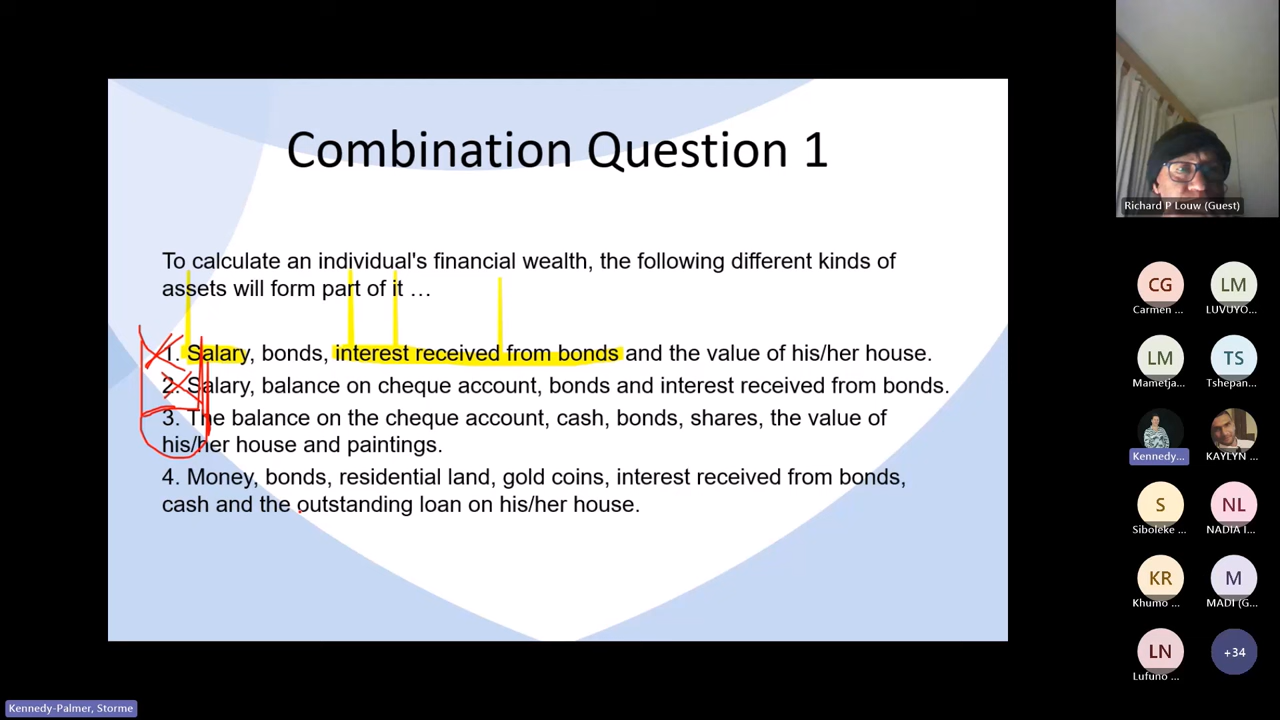 Combination Question 1
To calculate an individual's financial wealth, the following different kinds of
assets will form part of it …
1. Salary, bonds, interest received from bonds and the value of his/her house.
2. Salary, balance on cheque account, bonds and interest received from bonds.
3. The balance on the cheque account, cash, bonds, shares, the value of
his/her house and paintings.
4. Money, bonds, residential land, gold coins, interest received from bonds,
cash and the outstanding loan on his/her house.
Richard P Louw (Guest)
CG
LM
Carmen ...
LUVUYO...
LM
TS
Mametja...
Tshepan...
Kennedy...
KAYLYN ...
S
NL
Siboleke ...
NADIA I...
KR
M
Khumo ...
MADI (G...
LN
+34
Lufuno ...
Kennedy-Palmer, Storme